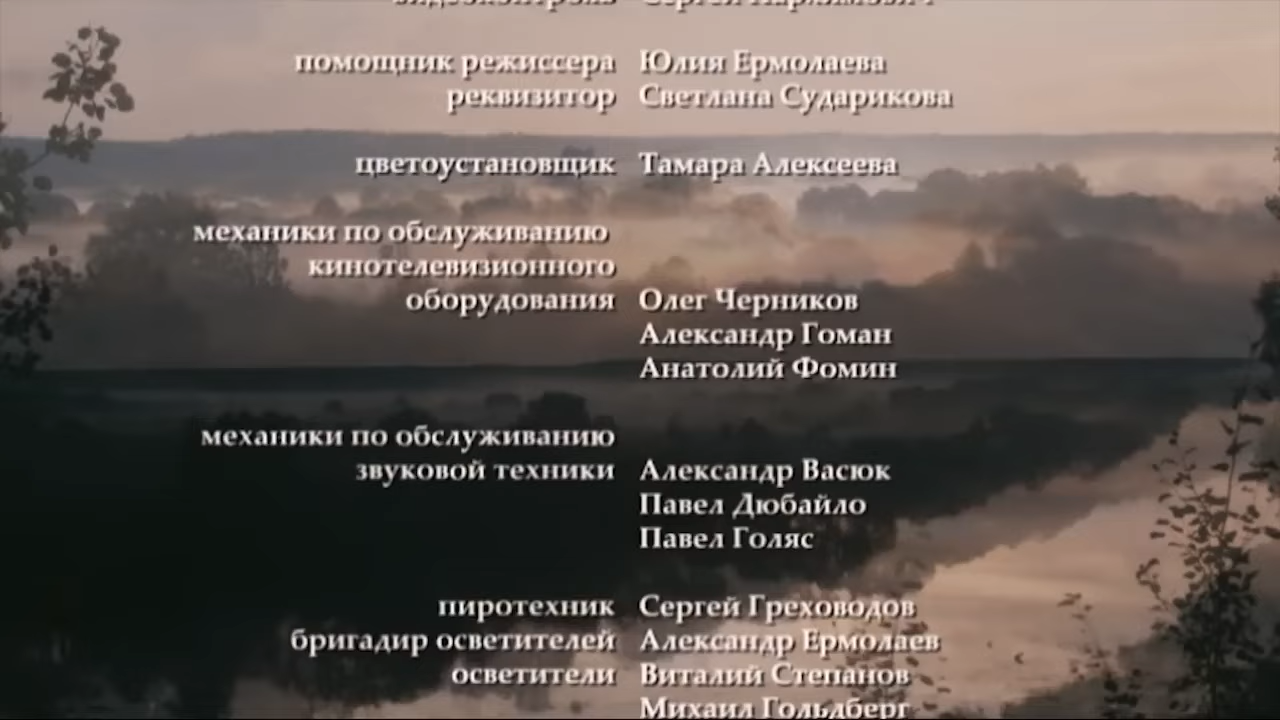 помощник режиссера Юлия Ермолаева
реквизитор Светлана Сударикова
цветоустановщик Тамара Алексеева
механики по обслуживанию
кинотелевизионного
оборудования Олег Черников
Александр Гоман
Анатолий Фомин
механики по обслуживанию
звуковой техники Александр Васюк
Павел Дюбайло
Павел Голяс
пиротехник Сергей Греховодов
бригадир осветителей Александр Ермолаев
осветители Виталий Степанов
Михаил Гольдберг